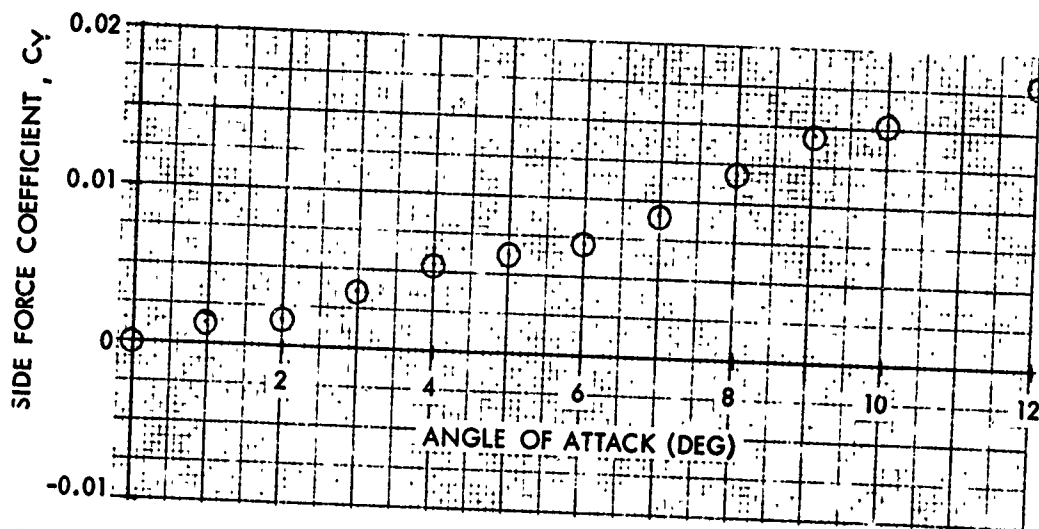 SIDE FORCE COEFFICIENT, CY
0.02
0.01
0
-0.01
2 4 6 8 10 12
ANGLE OF ATTACK (DEG)